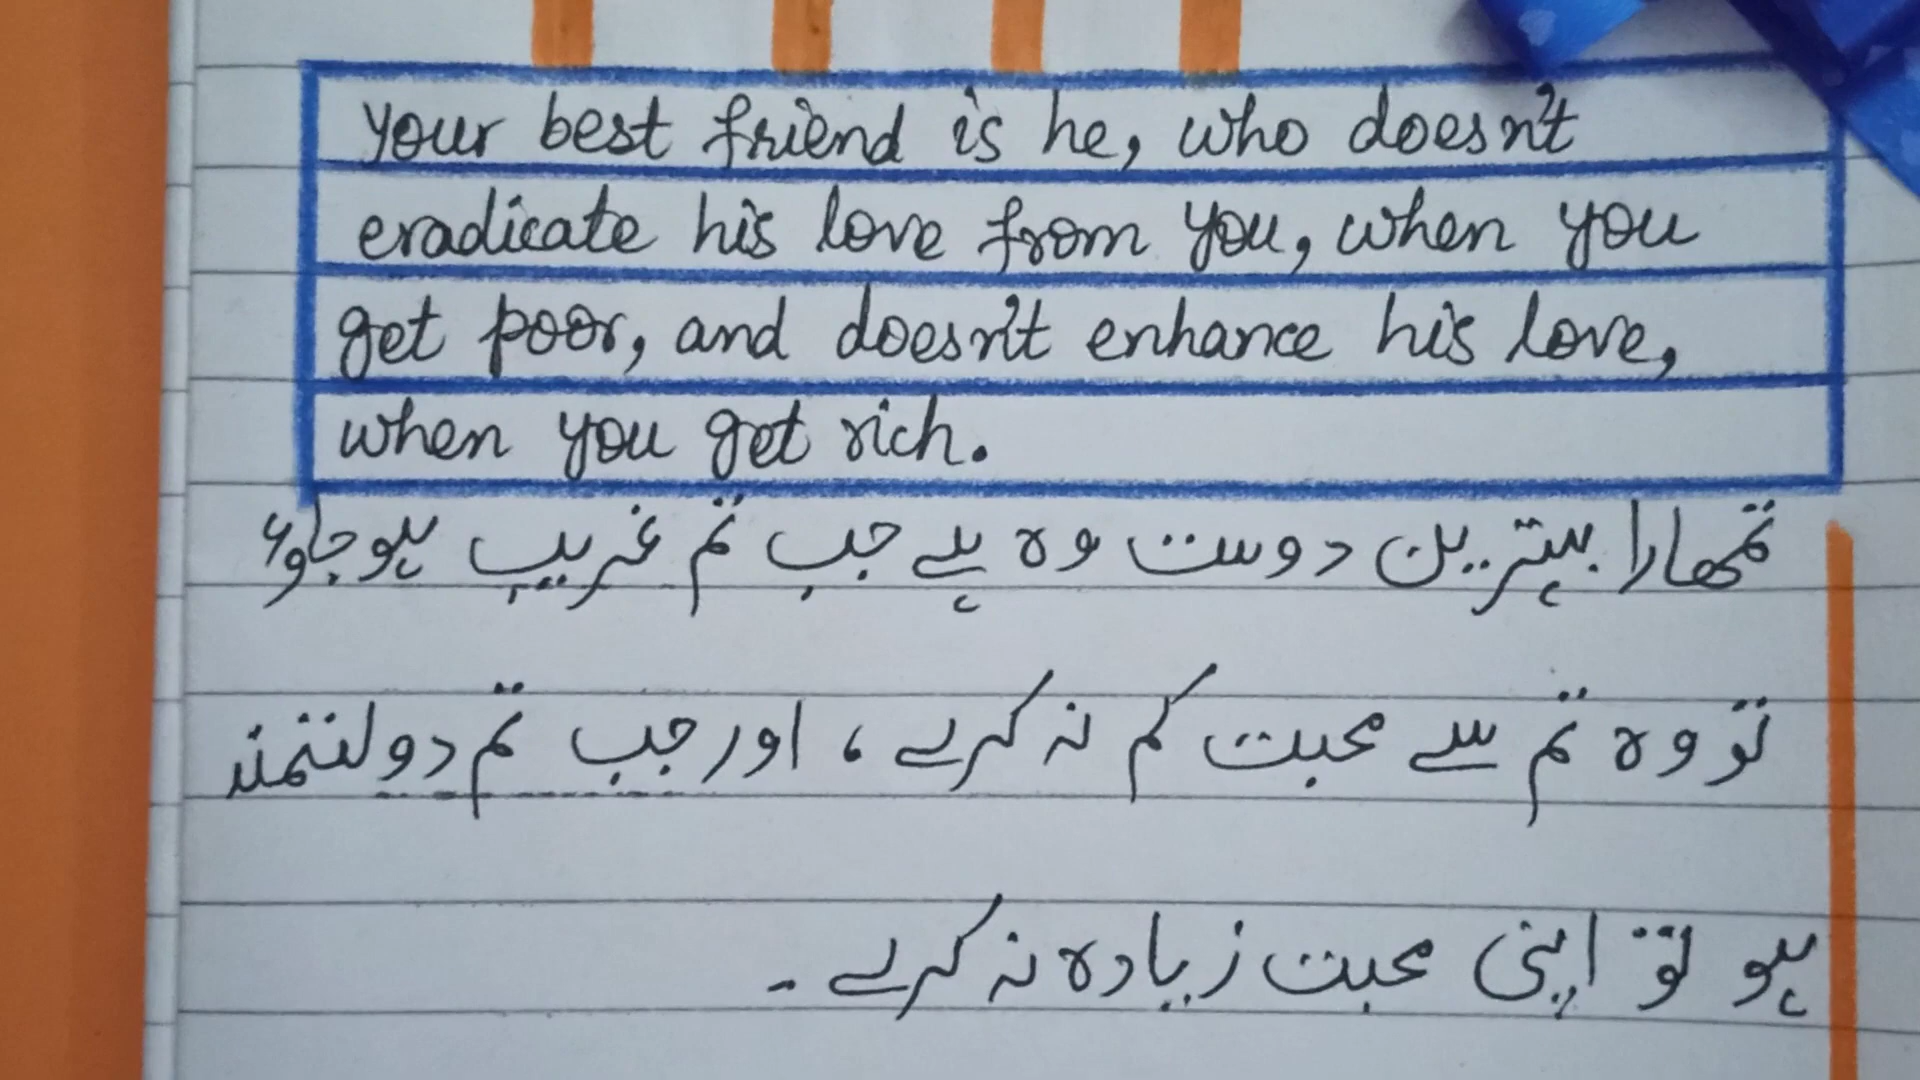 Your best friend is he, who doesn't
eradicate his love from you, when you
get poor, and doesn't enhance his love,
when you get rich.
تمھارا بہترین دوست وہ ہے جب تم غریب ہو جاؤ
تو وہ تم سے محبت کم نہ کرے ، اور جب تم دولتمند
ہو تو اپنی محبت زیادہ نہ کرے ۔